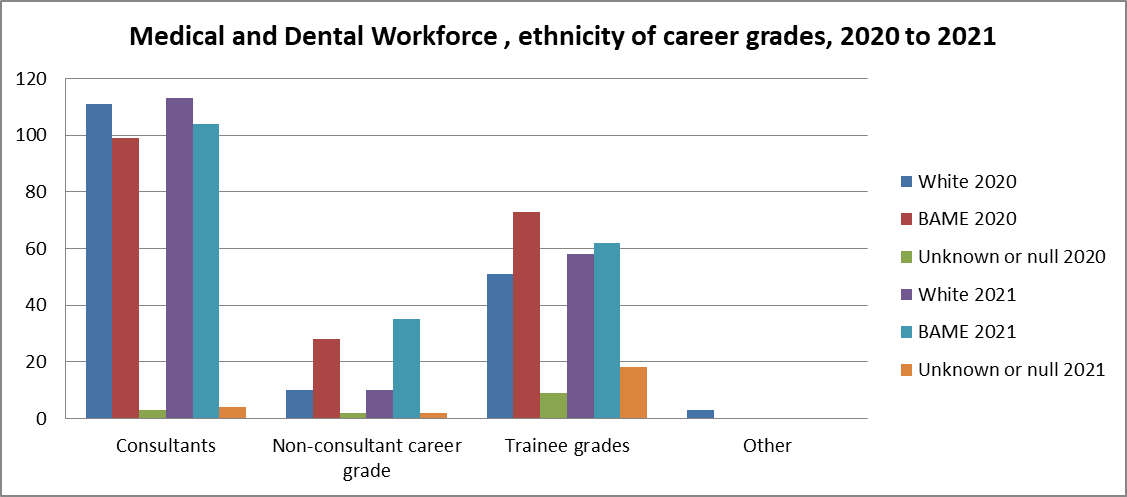 Medical and Dental Workforce , ethnicity of career grades, 2020 to 2021
120
100
80
60
40
20
0
Consultants
Non-consultant career
grade
Trainee grades
Other
White 2020
BAME 2020
Unknown or null 2020
White 2021
BAME 2021
Unknown or null 2021